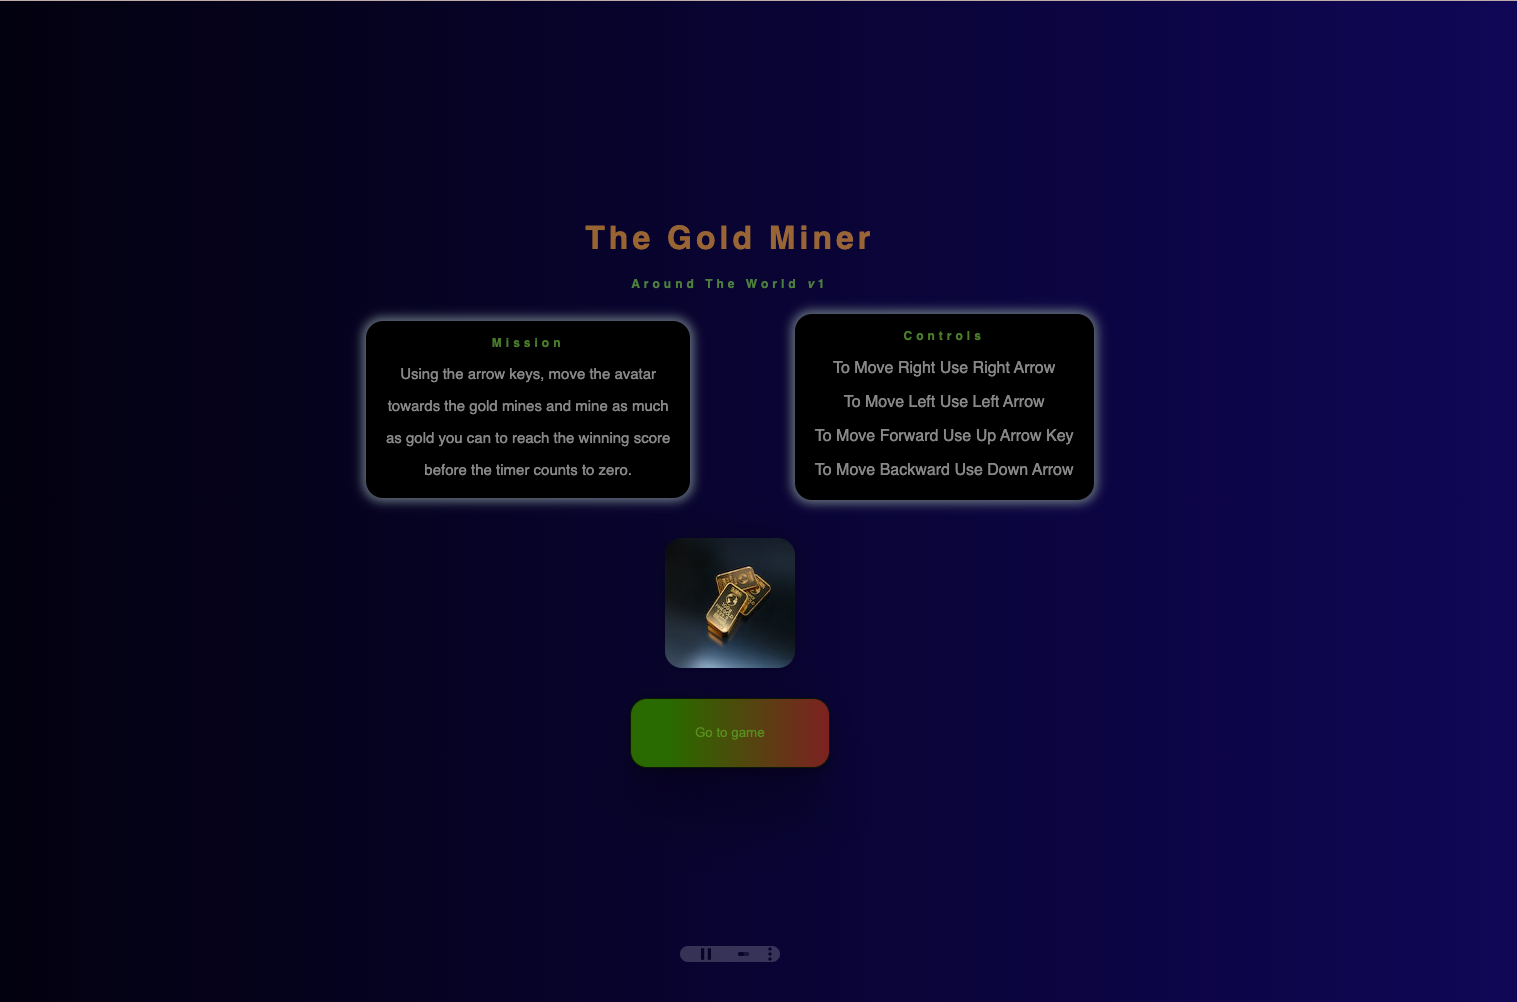 The Gold Miner
Around The World v1
Mission
Using the arrow keys, move the avatar
towards the gold mines and mine as much
as gold you can to reach the winning score
before the timer counts to zero.
Controls
To Move Right Use Right Arrow
To Move Left Use Left Arrow
To Move Forward Use Up Arrow Key
To Move Backward Use Down Arrow
Go to game